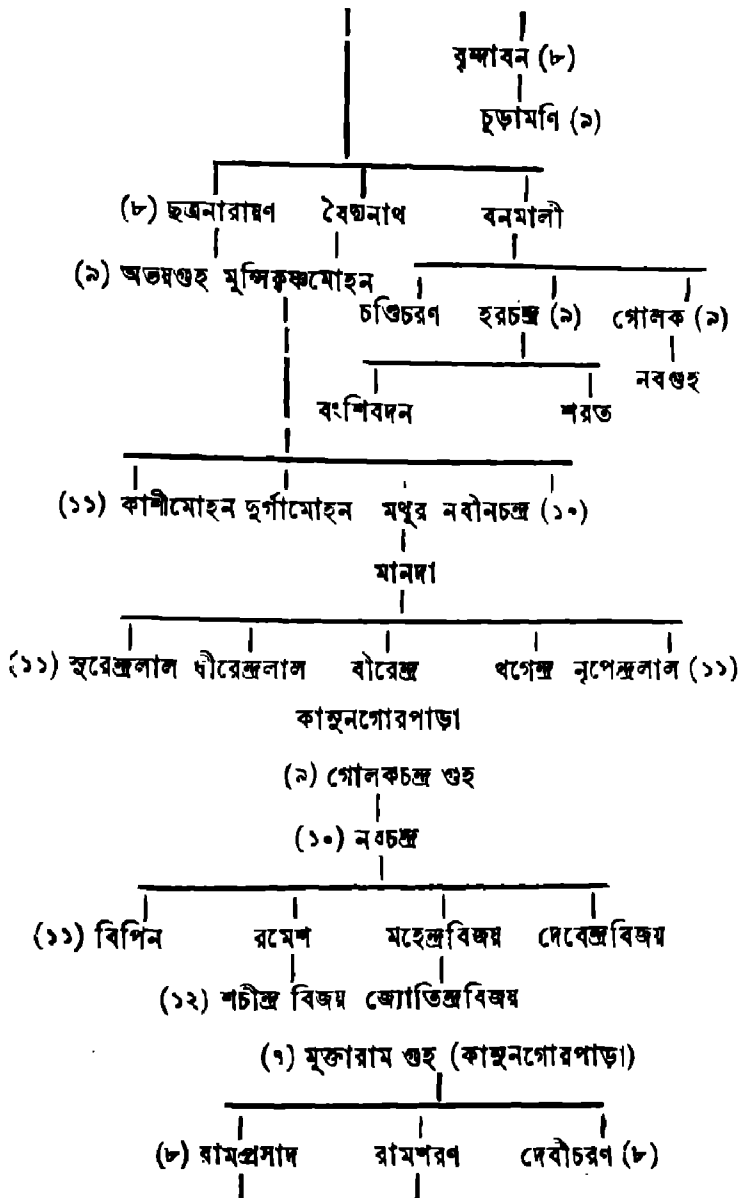 বৃন্দাবন (৮)
চূড়ামণি (৯)
(৮) ছত্রনারায়ণ বৈদ্যনাথ বনমালী
(৯) অভয়গুহ মুন্সিকৃষ্ণমোহন
চণ্ডিচরণ হরচন্দ্র (৯) গোলক (৯)
নবগুহ
বংশিবদন শরত
(১১) কাশীমোহন দুর্গামোহন মথুর নবীনচন্দ্র (১০)
মানদা
(১১) সুরেন্দ্রলাল ধীরেন্দ্রলাল বীরেন্দ্র খগেন্দ্র নৃপেন্দ্রলাল (১১)
কানুনগোরপাড়া
(৯) গোলকচন্দ্র গুহ
(১০) নবচন্দ্র
(১১) বিপিন রমেশ মহেন্দ্রবিজয় দেবেন্দ্রবিজয়
(১২) শচীন্দ্র বিজয় জ্যোতিন্দ্রবিজয়
(৭) মুক্তারাম গুহ (কানুনগোরপাড়া)
(৮) রামপ্রসাদ রামশরণ দেবীচরণ (৮)